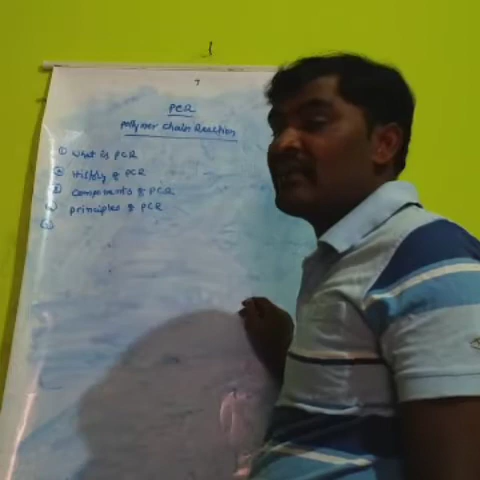 PCR
Polymer Chain Reaction
① What is PCR
② History of PCR
③ Components of PCR
④ principles of PCR
⑤